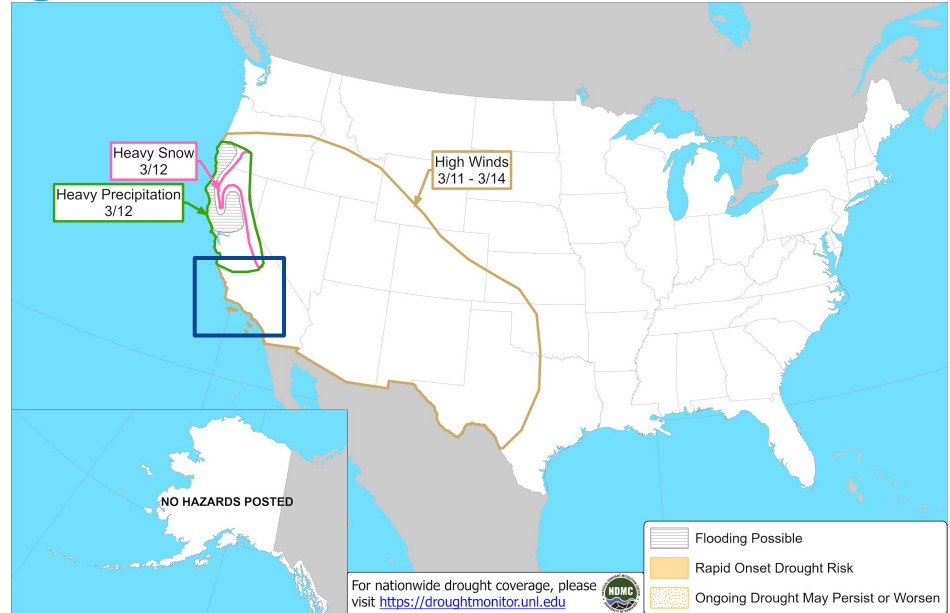 Heavy Snow
3/12
Heavy Precipitation
3/12
High Winds
3/11 - 3/14
NO HAZARDS POSTED
For nationwide drought coverage, please
visit https://droughtmonitor.unl.edu
NDMC
Flooding Possible
Rapid Onset Drought Risk
Ongoing Drought May Persist or Worsen